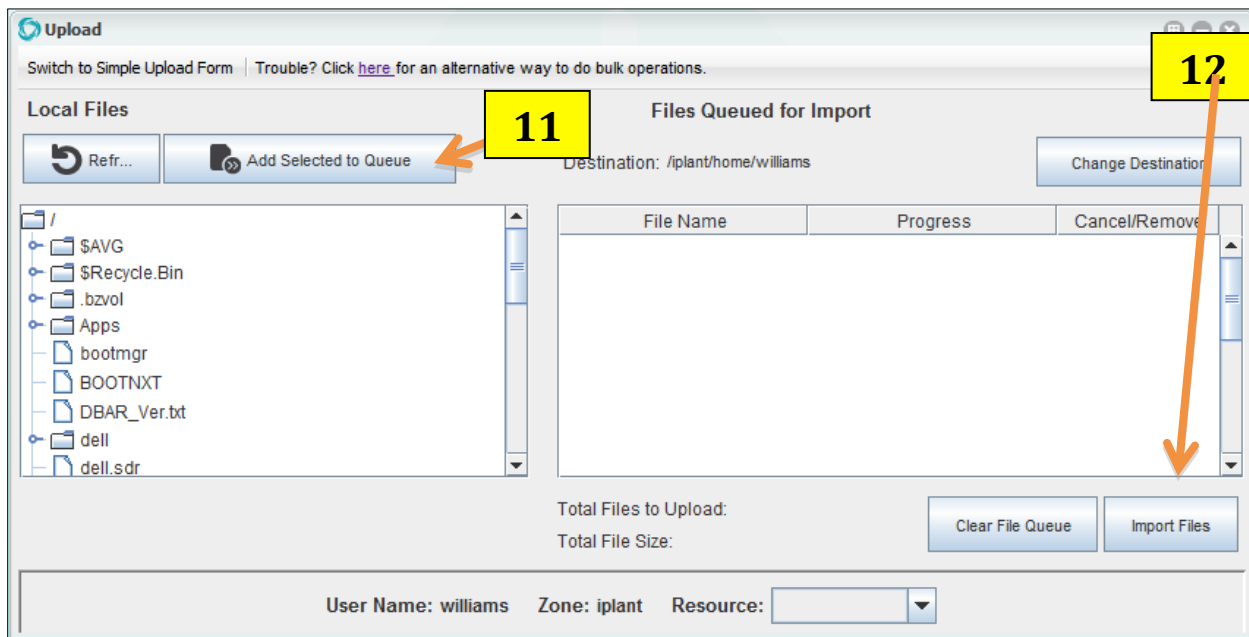 Upload
Switch to Simple Upload Form Trouble? Click here for an alternative way to do bulk operations.
12
Local Files
Files Queued for Import
11
Refr...
Add Selected to Queue
Destination: /iplant/home/williams
Change Destination
/
$AVG
$Recycle.Bin
.bzvol
Apps
bootmgr
BOOTNXT
DBAR_Ver.txt
dell
dell.sdr
File Name Progress Cancel/Remove
Total Files to Upload:
Total File Size:
Clear File Queue
Import Files
User Name: williams Zone: iplant Resource: